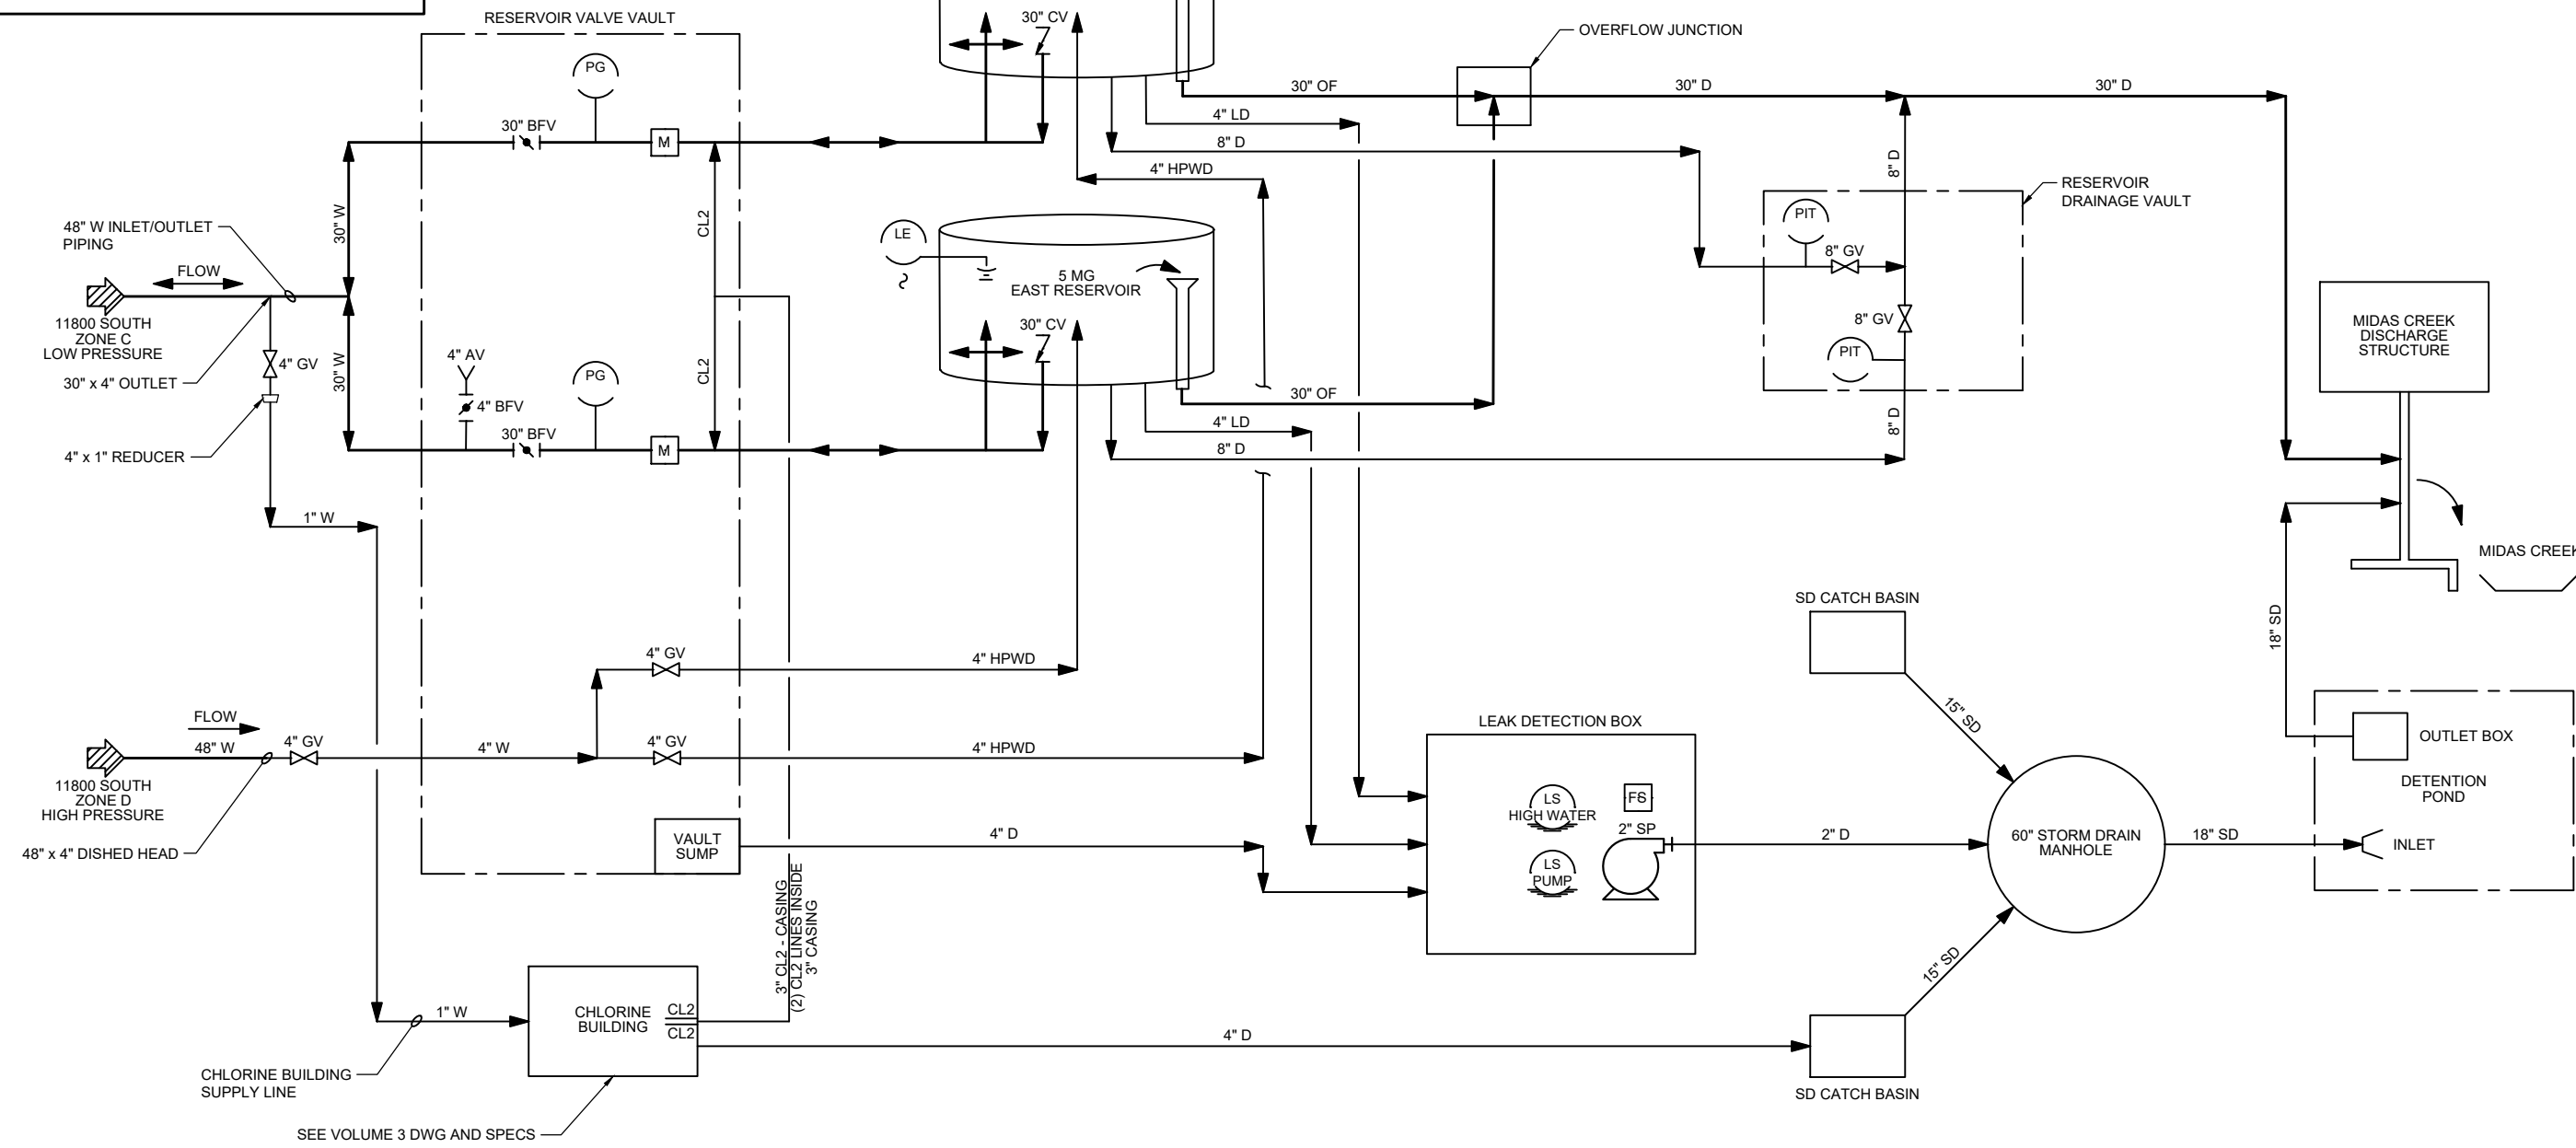 RESERVOIR VALVE VAULT
30" CV
OVERFLOW JUNCTION
PG
30" OF
30" D
30" D
4" LD
30" BFV
M
8" D
4" HPWD
8" D
RESERVOIR
DRAINAGE VAULT
48" W INLET/OUTLET
PIPING
30" W
CL2
LE
PIT
8" GV
FLOW
5 MG
EAST RESERVOIR
11800 SOUTH
ZONE C
LOW PRESSURE
30" x 4" OUTLET
4" GV
30" W
4" AV
4" BFV
PG
CL2
30" CV
8" GV
PIT
MIDAS CREEK
DISCHARGE
STRUCTURE
30" OF
4" LD
30" BFV
M
8" D
8" D
4" x 1" REDUCER
1" W
MIDAS CREEK
SD CATCH BASIN
18" SD
4" GV
4" HPWD
15" SD
FLOW
48" W
4" GV
4" W
4" GV
4" HPWD
LEAK DETECTION BOX
OUTLET BOX
DETENTION
POND
11800 SOUTH
ZONE D
HIGH PRESSURE
LS
HIGH WATER
FS
2" SP
48" x 4" DISHED HEAD
VAULT
SUMP
4" D
LS
PUMP
2" D
60" STORM DRAIN
MANHOLE
18" SD
INLET
3" CL2 - CASING
(2) CL2 LINES INSIDE
3" CASING
15" SD
1" W
CHLORINE
BUILDING
CL2
CL2
4" D
CHLORINE BUILDING
SUPPLY LINE
SD CATCH BASIN
SEE VOLUME 3 DWG AND SPECS